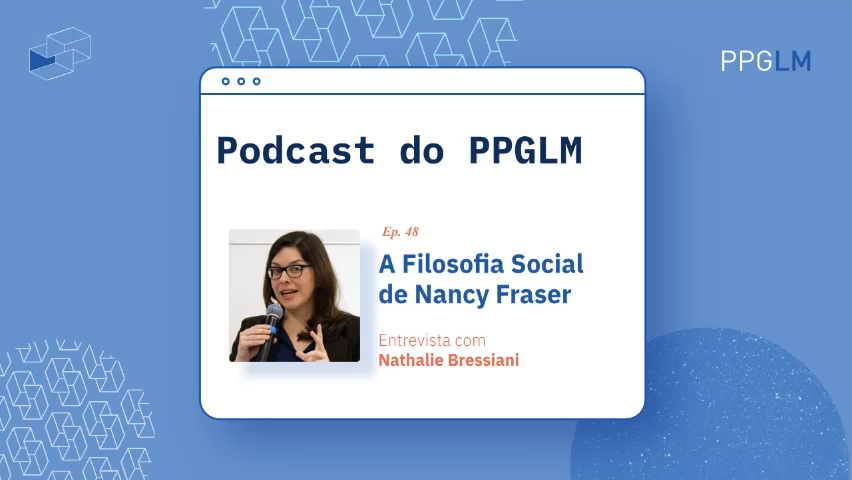 PPGLM
Podcast do PPGLM
Ep. 48
A Filosofia Social
de Nancy Fraser
Entrevista com
Nathalie Bressiani